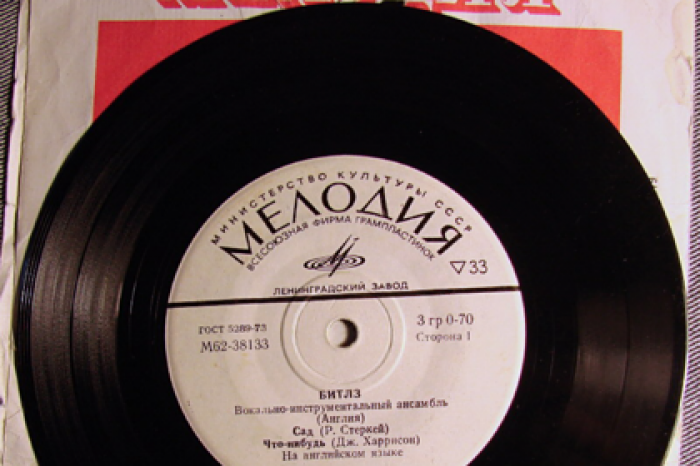 МИНИСТЕРСТВО КУЛЬТУРЫ СССР
МЕЛОДИЯ
ВСЕСОЮЗНАЯ ФИРМА ГРАМПЛАСТИНОК
▽33
ЛЕНИНГРАДСКИЙ ЗАВОД
ГОСТ 5289-73
3 гр 0-70
М62-38133
Сторона 1
БИТЛЗ
Вокально-инструментальный ансамбль
(Англия)
Сад (Р. Стеркей)
Что-нибудь (Дж. Харрисон)
На английском языке